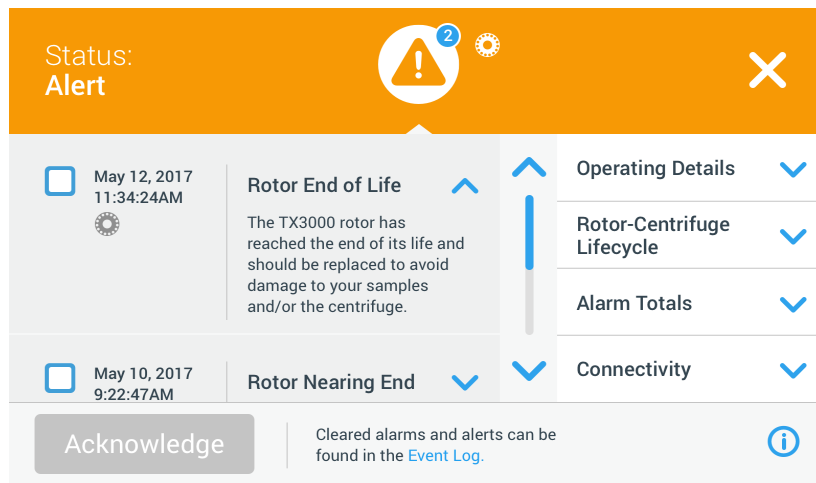 Status:
Alert
2
May 12, 2017
11:34:24AM
Rotor End of Life
The TX3000 rotor has
reached the end of its life and
should be replaced to avoid
damage to your samples
and/or the centrifuge.
May 10, 2017
9:22:47AM
Rotor Nearing End
Operating Details
Rotor-Centrifuge
Lifecycle
Alarm Totals
Connectivity
Acknowledge
Cleared alarms and alerts can be
found in the Event Log.